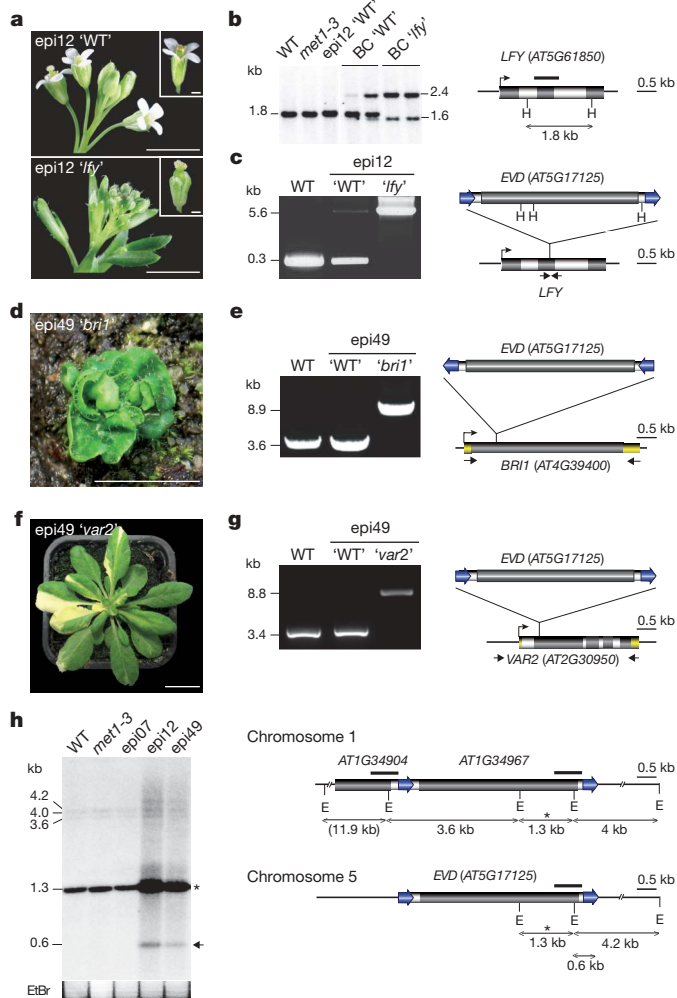 a
epi12 'WT'
epi12 'lfy'
b
WT
met1-3
epi12 'WT'
BC 'WT'
BC 'lfy'
kb
1.8
2.4
1.6
LFY (AT5G61850)
0.5 kb
H
H
1.8 kb
c
epi12
WT
'WT'
'lfy'
kb
5.6
0.3
EVD (AT5G17125)
H
H
H
0.5 kb
LFY
d
epi49 'bri1'
e
epi49
WT
'WT'
'bri1'
kb
8.9
3.6
EVD (AT5G17125)
0.5 kb
BRI1 (AT4G39400)
f
epi49 'var2'
g
epi49
WT
'WT'
'var2'
kb
8.8
3.4
EVD (AT5G17125)
0.5 kb
VAR2 (AT2G30950)
h
WT
met1-3
epi07
epi12
epi49
kb
4.2
4.0
3.6
1.3
*
0.6
EtBr
Chromosome 1
AT1G34904
AT1G34967
0.5 kb
E
E
E
E
E
*
(11.9 kb)
3.6 kb
1.3 kb
4 kb
Chromosome 5
EVD (AT5G17125)
0.5 kb
E
E
E
*
1.3 kb
4.2 kb
0.6 kb